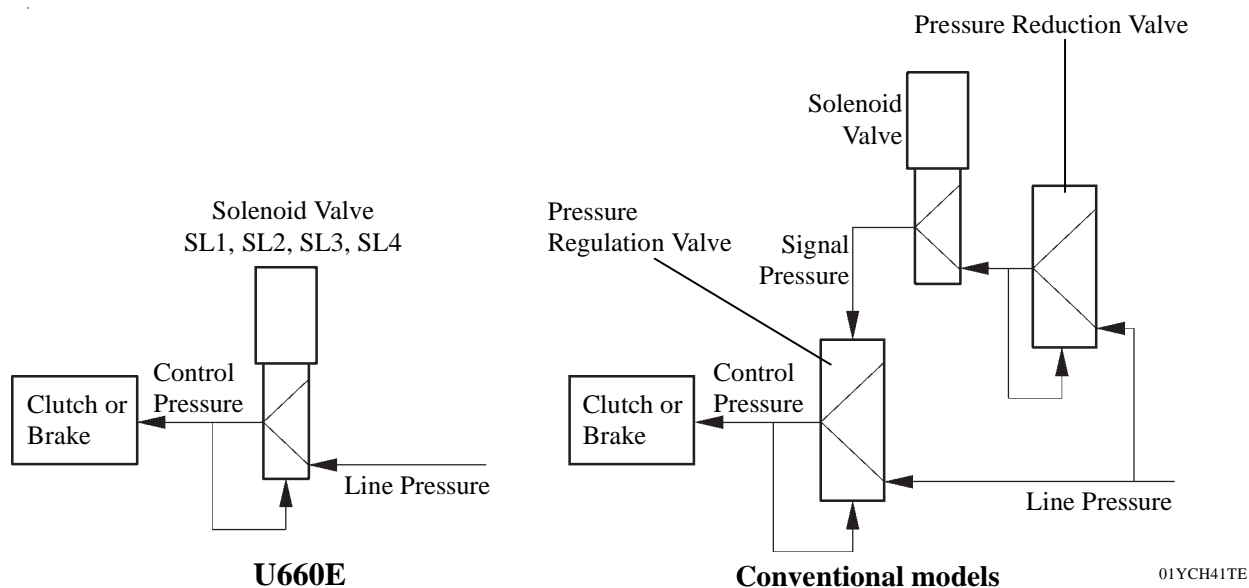 Pressure Reduction Valve
Solenoid
Valve
Solenoid Valve
SL1, SL2, SL3, SL4
Pressure
Regulation Valve
Signal
Pressure
Control
Pressure
Clutch or
Brake
Line Pressure
U660E
Control
Pressure
Clutch or
Brake
Line Pressure
Conventional models
01YCH41TE